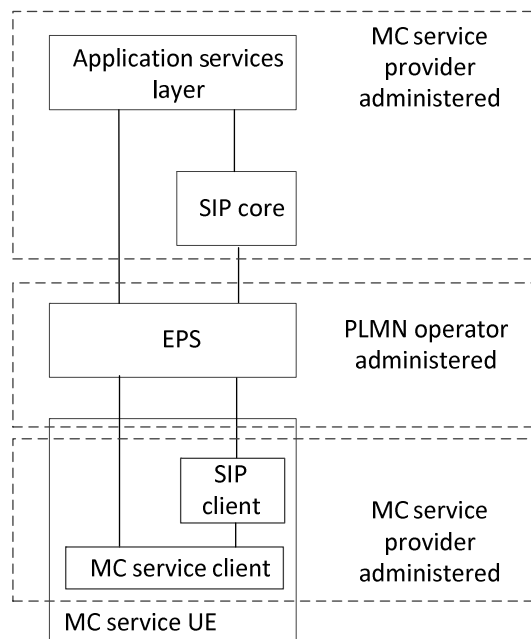 Application services
layer
MC service
provider
administered
SIP core
EPS
PLMN operator
administered
SIP
client
MC service client
MC service
provider
administered
MC service UE